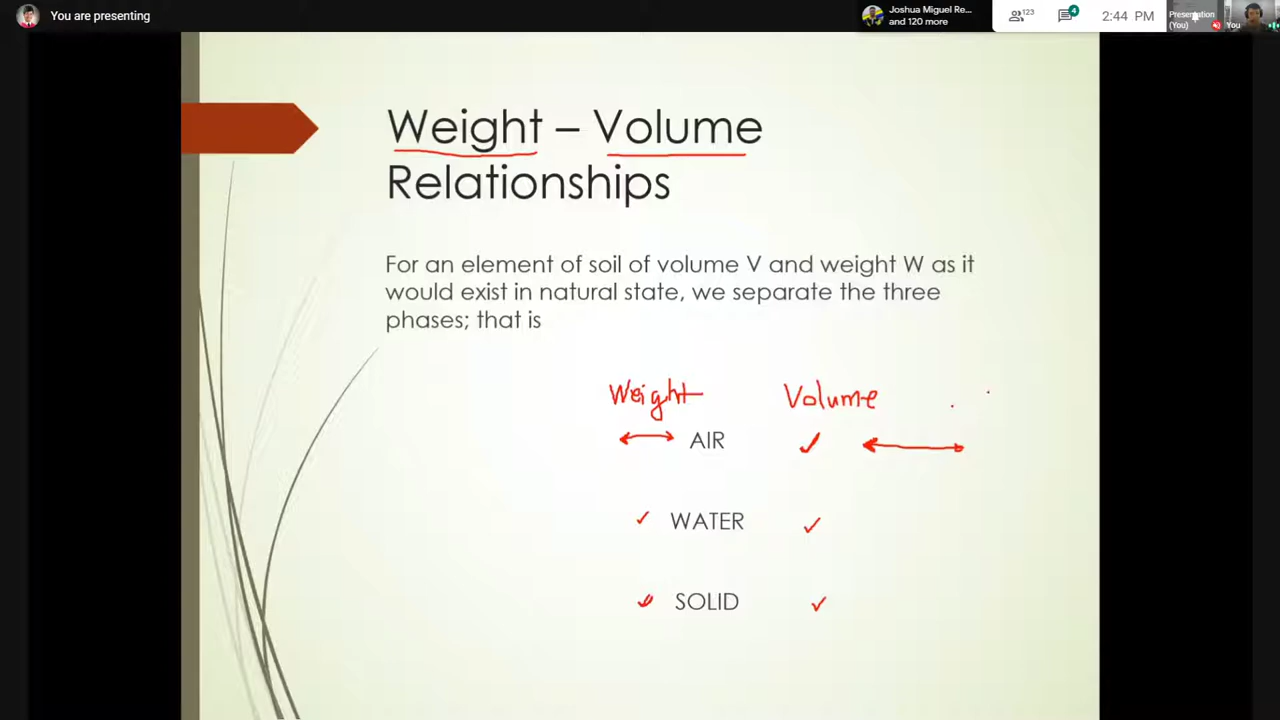 You are presenting
Joshua Miguel Re...
and 120 more
123
4
2:44 PM
Presentation
(You)
You
Weight – Volume
Relationships
For an element of soil of volume V and weight W as it
would exist in natural state, we separate the three
phases; that is
Weight Volume
AIR
WATER
SOLID